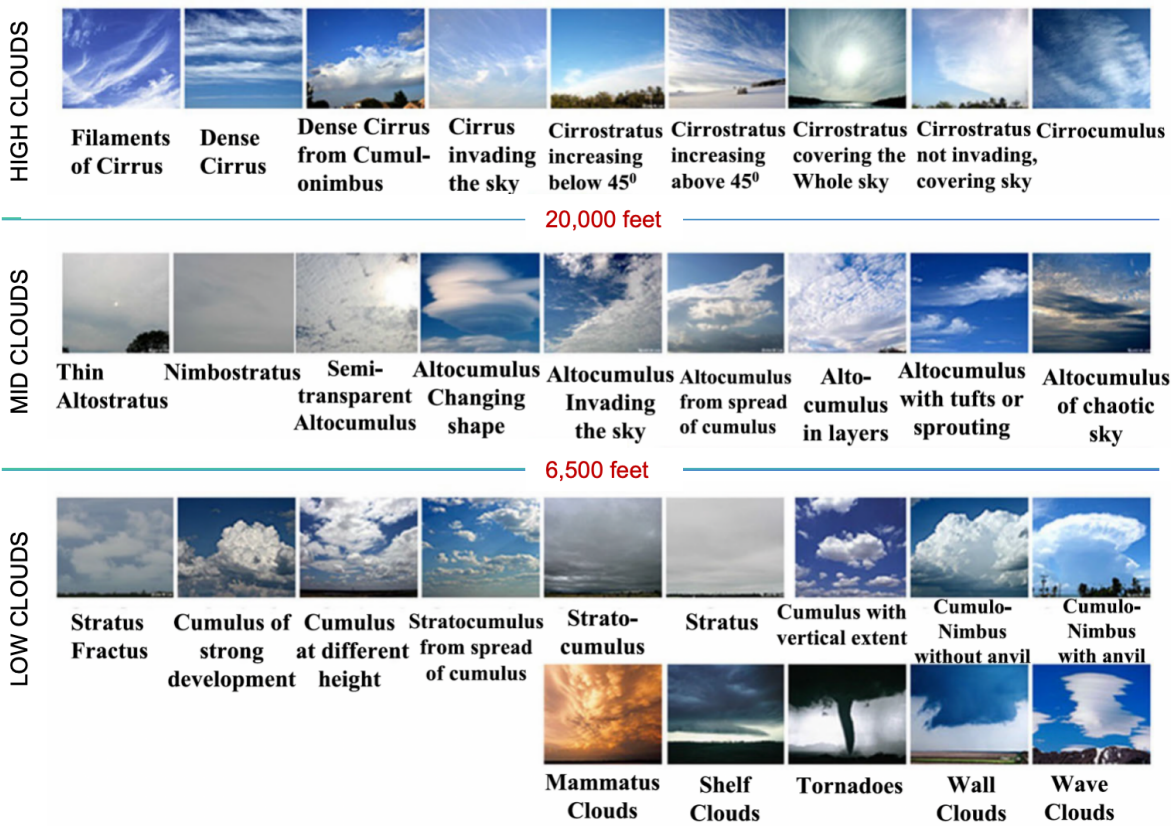 HIGH CLOUDS
Filaments
of Cirrus
Dense
Cirrus
Dense Cirrus
from Cumul-
onimbus
Cirrus
invading
the sky
Cirrostratus
increasing
below 45⁰
Cirrostratus
increasing
above 45⁰
Cirrostratus
covering the
Whole sky
Cirrostratus
not invading,
covering sky
Cirrocumulus
20,000 feet
MID CLOUDS
Thin
Altostratus
Nimbostratus
Semi-
transparent
Altocumulus
Altocumulus
Changing
shape
Altocumulus
Invading
the sky
Altocumulus
from spread
of cumulus
Alto-
cumulus
in layers
Altocumulus
with tufts or
sprouting
Altocumulus
of chaotic
sky
6,500 feet
LOW CLOUDS
Stratus
Fractus
Cumulus of
strong
development
Cumulus
at different
height
Stratocumulus
from spread
of cumulus
Strato-
cumulus
Stratus
Cumulus with
vertical extent
Cumulo-
Nimbus
without anvil
Cumulo-
Nimbus
with anvil
Mammatus
Clouds
Shelf
Clouds
Tornadoes
Wall
Clouds
Wave
Clouds